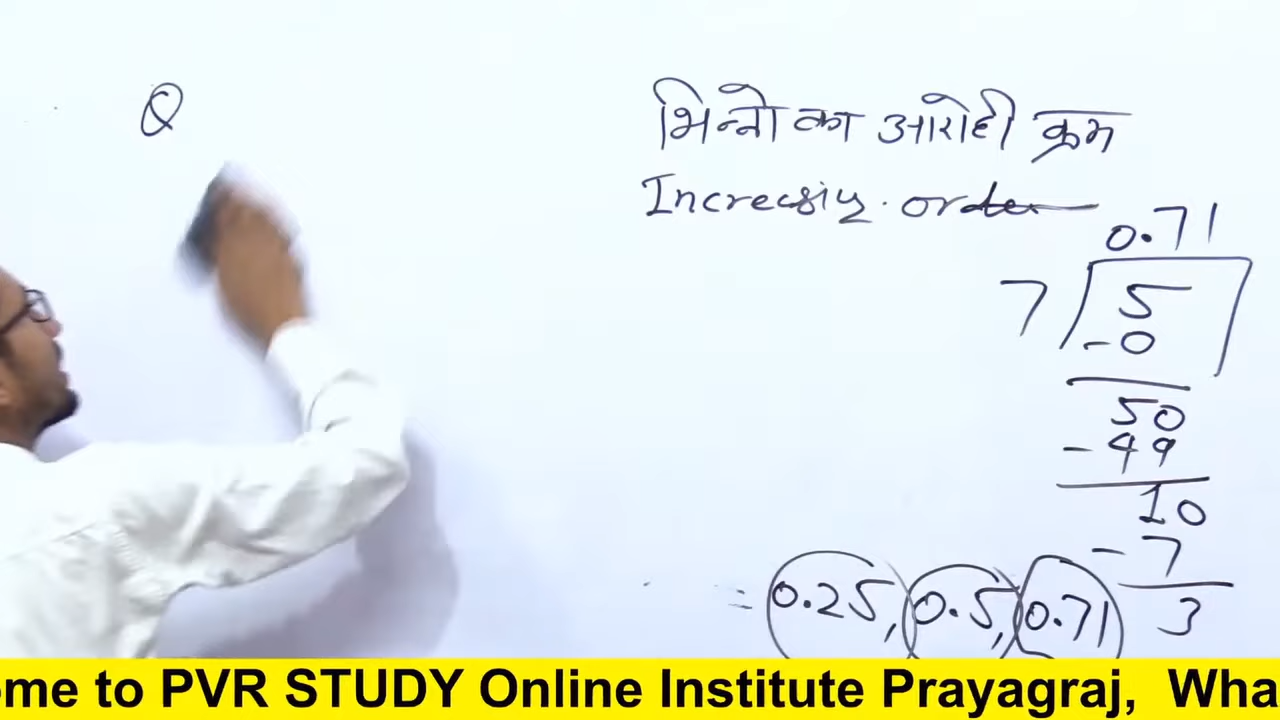 Q
भिन्नो का आरोही क्रम
Increasing order
0.71
7 5
-0
50
-49
10
-7
3
= 0.25, 0.5, 0.71
ome to PVR STUDY Online Institute Prayagraj, Wha